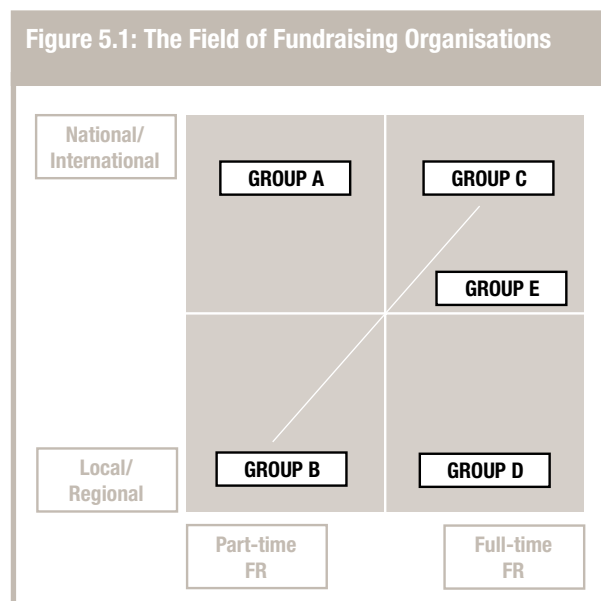 Figure 5.1: The Field of Fundraising Organisations
National/
International
GROUP A
GROUP C
GROUP E
Local/
Regional
GROUP B
GROUP D
Part-time
FR
Full-time
FR